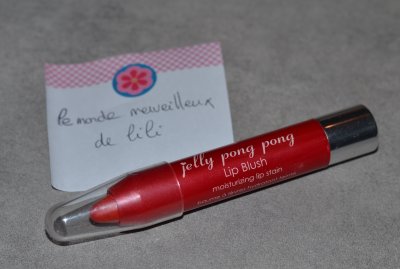 Le monde merveilleux
de lili
jelly pong pong
Lip Blush
moisturizing lip stain